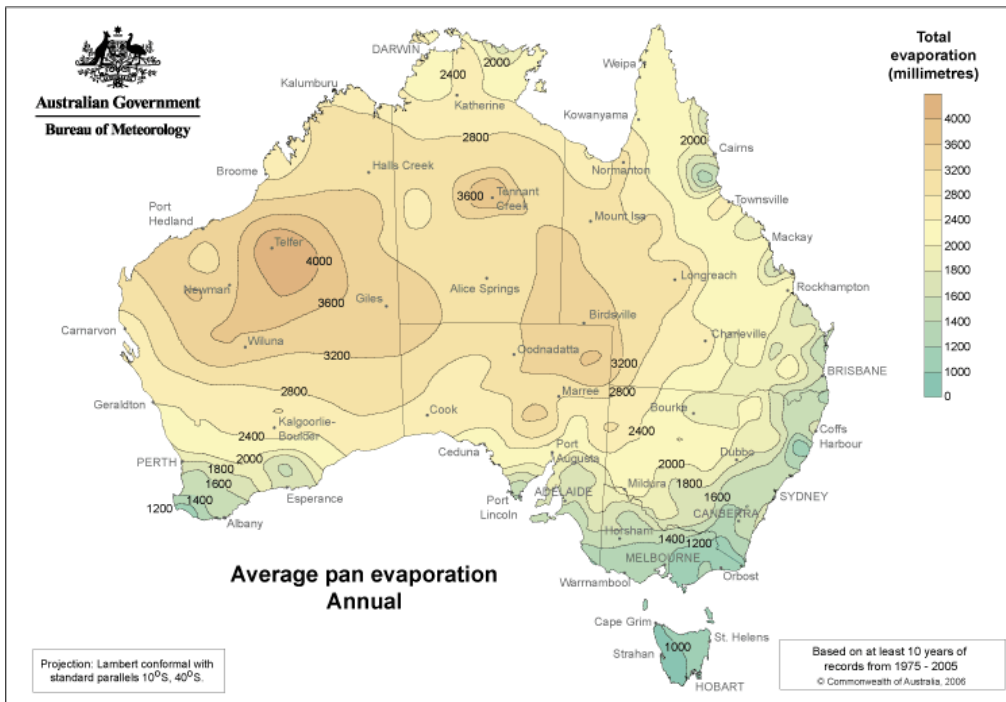 Australian Government
Bureau of Meteorology
Total
evaporation
(millimetres)
4000
3600
3200
2800
2400
2000
1800
1600
1400
1200
1000
0
DARWIN
2000
2400
Katherine
Kalumburu
Weipa
Kowanyama
2000
Cairns
2800
Broome
Halls Creek
Normanton
3600
Tennant
Creek
Townsville
Port
Hedland
Mount Isa
Mackay
Telfer
4000
Newman
3600
Giles
Alice Springs
Longreach
Rockhampton
Carnarvon
Wiluna
3200
Birdsville
Oodnadatta
Charleville
3200
BRISBANE
2800
Marree
2800
Geraldton
Cook
Bourke
Kalgoorlie-
Boulder
2400
2400
Coffs
Harbour
PERTH
Ceduna
Port
Augusta
Dubbo
2000
1800
1600
1400
1200
Esperance
Albany
Port
Lincoln
ADELAIDE
Mildura
1800
1600
SYDNEY
CANBERRA
Horsham
1400
1200
MELBOURNE
Warrnambool
Orbost
Average pan evaporation
Annual
Cape Grim
St. Helens
Strahan
1000
HOBART
Projection: Lambert conformal with
standard parallels 10°S, 40°S.
Based on at least 10 years of
records from 1975 - 2005
© Commonwealth of Australia, 2006